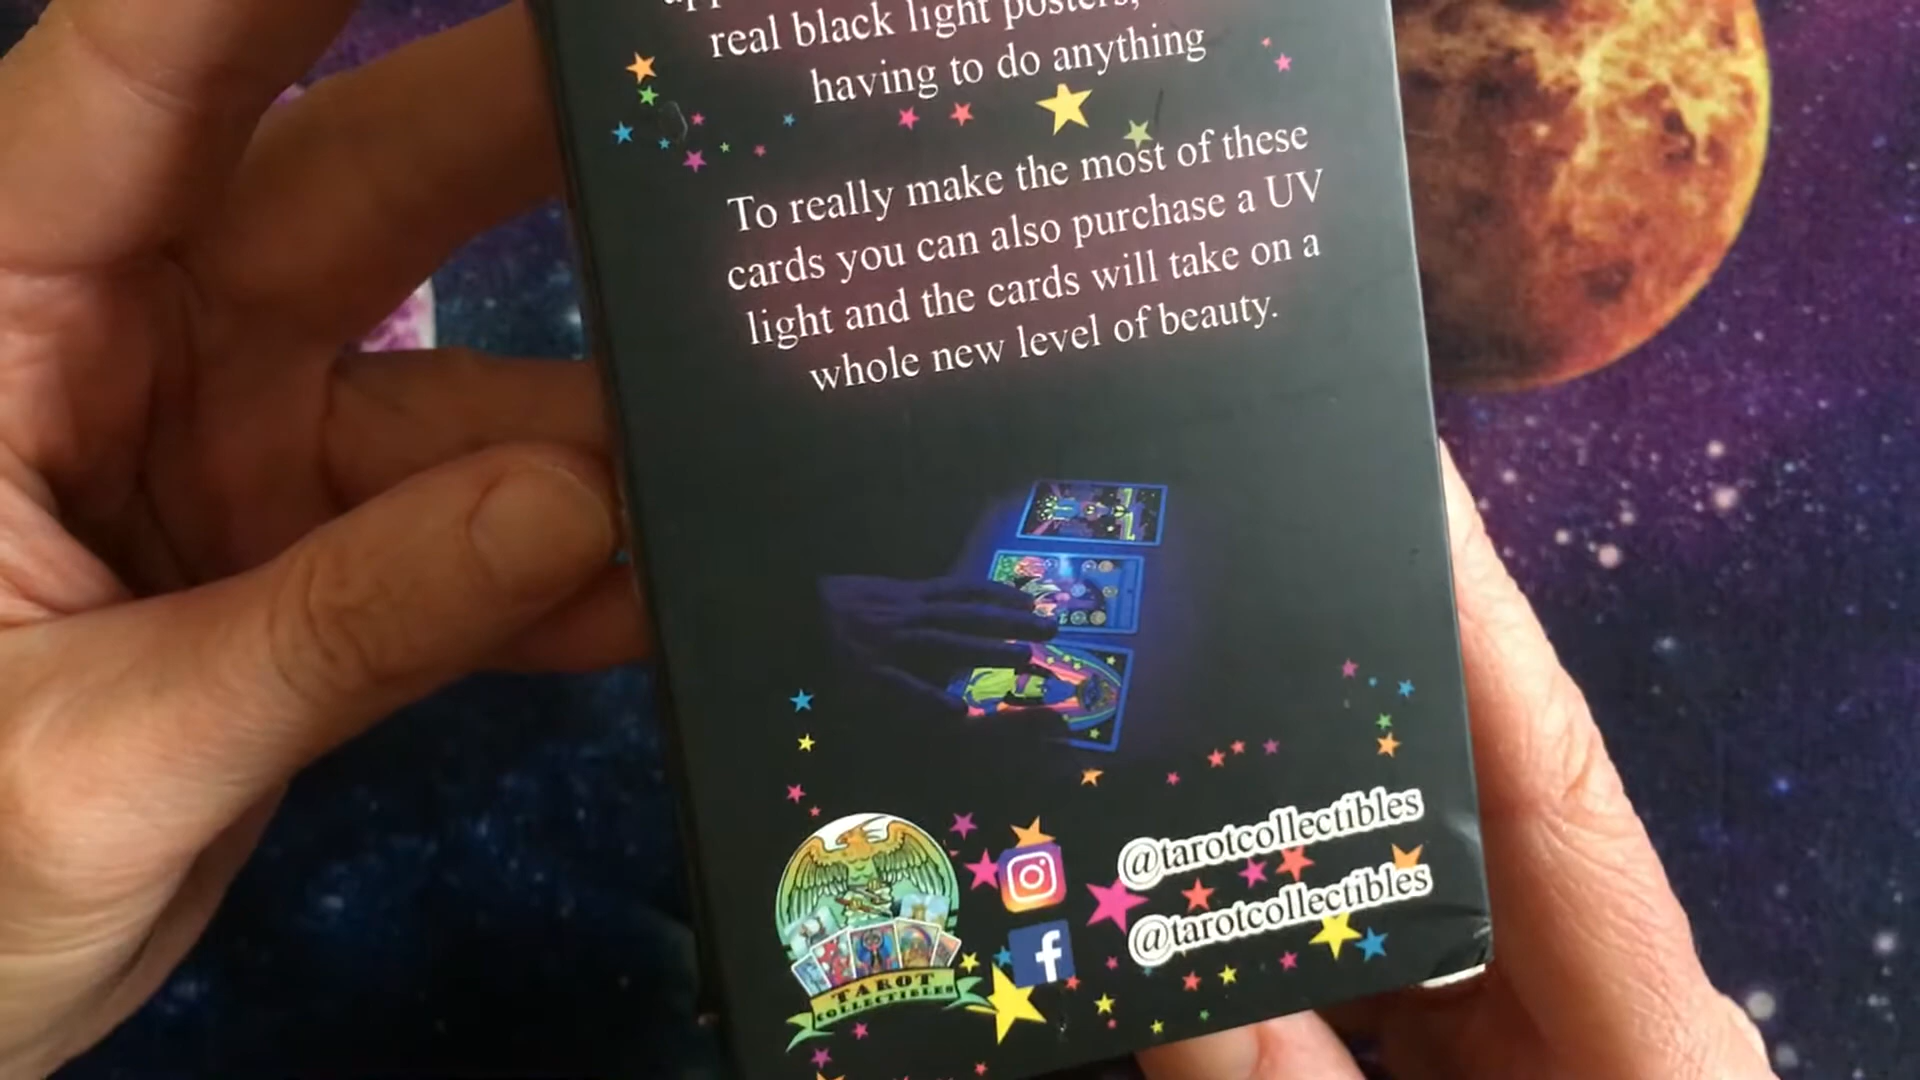 real black light posters,
having to do anything
To really make the most of these
cards you can also purchase a UV
light and the cards will take on a
whole new level of beauty.
@tarotcollectibles
@tarotcollectibles
TAROT
COLLECTIBLES